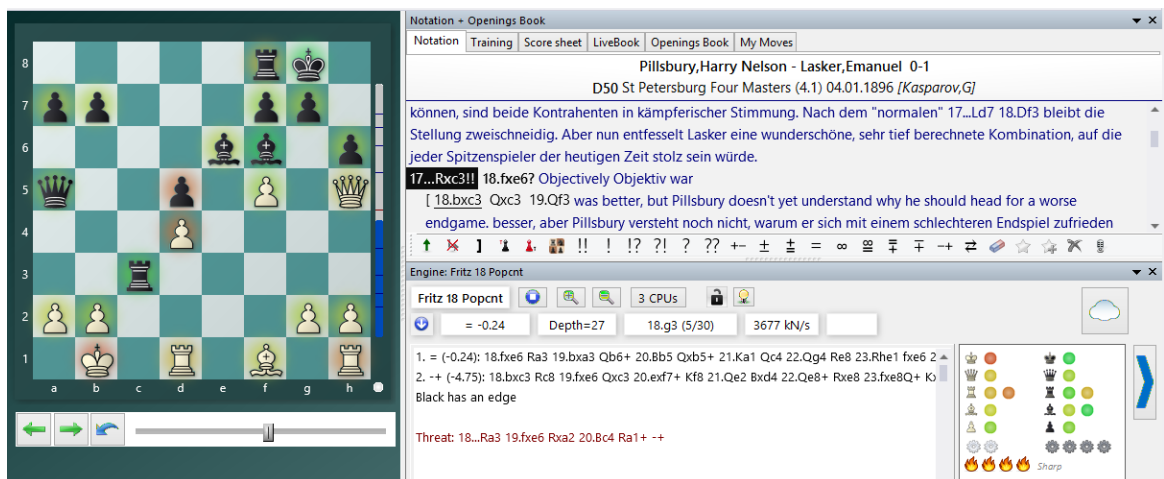 Notation + Openings Book
Notation Training Score sheet LiveBook Openings Book My Moves
Pillsbury,Harry Nelson - Lasker,Emanuel 0-1
D50 St Petersburg Four Masters (4.1) 04.01.1896 [Kasparov,G]
können, sind beide Kontrahenten in kämpferischer Stimmung. Nach dem "normalen" 17...Ld7 18.Df3 bleibt die
Stellung zweischneidig. Aber nun entfesselt Lasker eine wunderschöne, sehr tief berechnete Kombination, auf die
jeder Spitzenspieler der heutigen Zeit stolz sein würde.
17...Rxc3!! 18.fxe6? Objectively Objektiv war
[ 18.bxc3 Qxc3 19.Qf3 was better, but Pillsbury doesn't yet understand why he should head for a worse
endgame. besser, aber Pillsbury versteht noch nicht, warum er sich mit einem schlechteren Endspiel zufrieden
!! ! !? ?! ? ?? +- ± ⩲ = ∞ ⩱ ∓ -+
Engine: Fritz 18 Popcnt
Fritz 18 Popcnt 3 CPUs
= -0.24 Depth=27 18.g3 (5/30) 3677 kN/s
1. = (-0.24): 18.fxe6 Ra3 19.bxa3 Qb6+ 20.Bb5 Qxb5+ 21.Ka1 Qc4 22.Qg4 Re8 23.Rhe1 fxe6 2
2. -+ (-4.75): 18.bxc3 Rc8 19.fxe6 Qxc3 20.exf7+ Kf8 21.Qe2 Bxd4 22.Qe8+ Rxe8 23.fxe8Q+ Kx
Black has an edge
Threat: 18...Ra3 19.fxe6 Rxa2 20.Bc4 Ra1+ -+
Sharp
8
7
6
5
4
3
2
1
a b c d e f g h